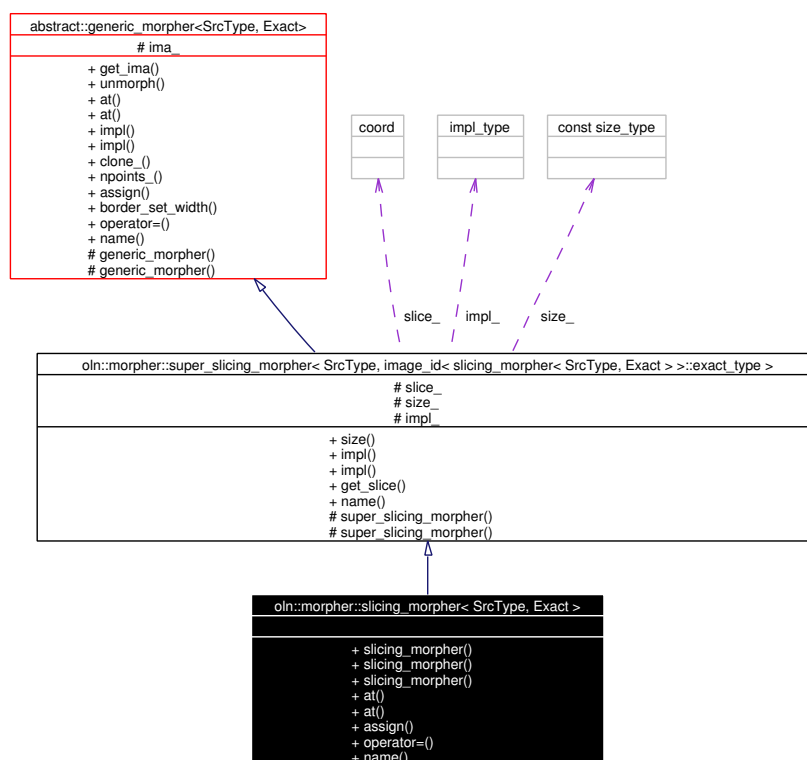 abstract::generic_morpher<SrcType, Exact>
# ima_
+ get_ima()
+ unmorph()
+ at()
+ at()
+ impl()
+ impl()
+ clone_()
+ npoints_()
+ assign()
+ border_set_width()
+ operator=()
+ name()
# generic_morpher()
# generic_morpher()
coord
impl_type
const size_type
slice_
impl_
size_
oln::morpher::super_slicing_morpher< SrcType, image_id< slicing_morpher< SrcType, Exact > >::exact_type >
# slice_
# size_
# impl_
+ size()
+ impl()
+ impl()
+ get_slice()
+ name()
# super_slicing_morpher()
# super_slicing_morpher()
oln::morpher::slicing_morpher< SrcType, Exact >
+ slicing_morpher()
+ slicing_morpher()
+ slicing_morpher()
+ at()
+ at()
+ assign()
+ operator=()
+ name()